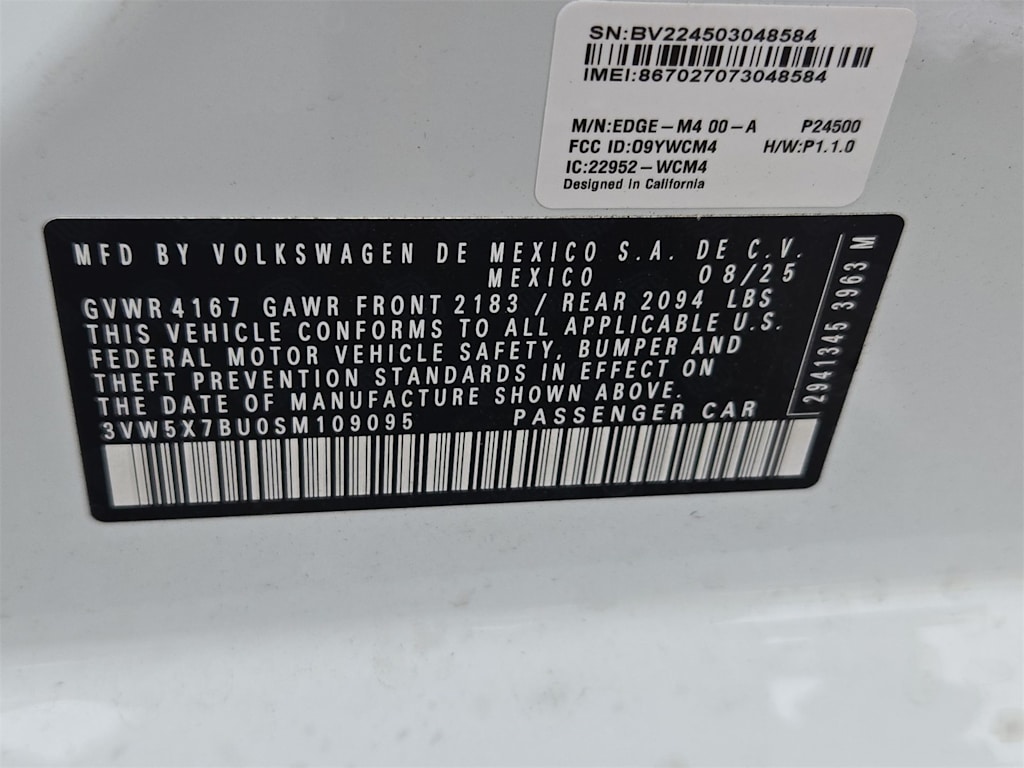 SN:BV224503048584
IMEI:867027073048584
M/N:EDGE-M4 00-A P24500
FCC ID:O9YWCM4 H/W:P1.1.0
IC:22952-WCM4
Designed in California
MFD BY VOLKSWAGEN DE MEXICO S.A. DE C.V.
MEXICO 08/25
GVWR 4167 GAWR FRONT 2183 / REAR 2094 LBS
THIS VEHICLE CONFORMS TO ALL APPLICABLE U.S.
FEDERAL MOTOR VEHICLE SAFETY, BUMPER AND
THEFT PREVENTION STANDARDS IN EFFECT ON
THE DATE OF MANUFACTURE SHOWN ABOVE.
3VW5X7BU0SM109095 PASSENGER CAR
2941345 3963 M